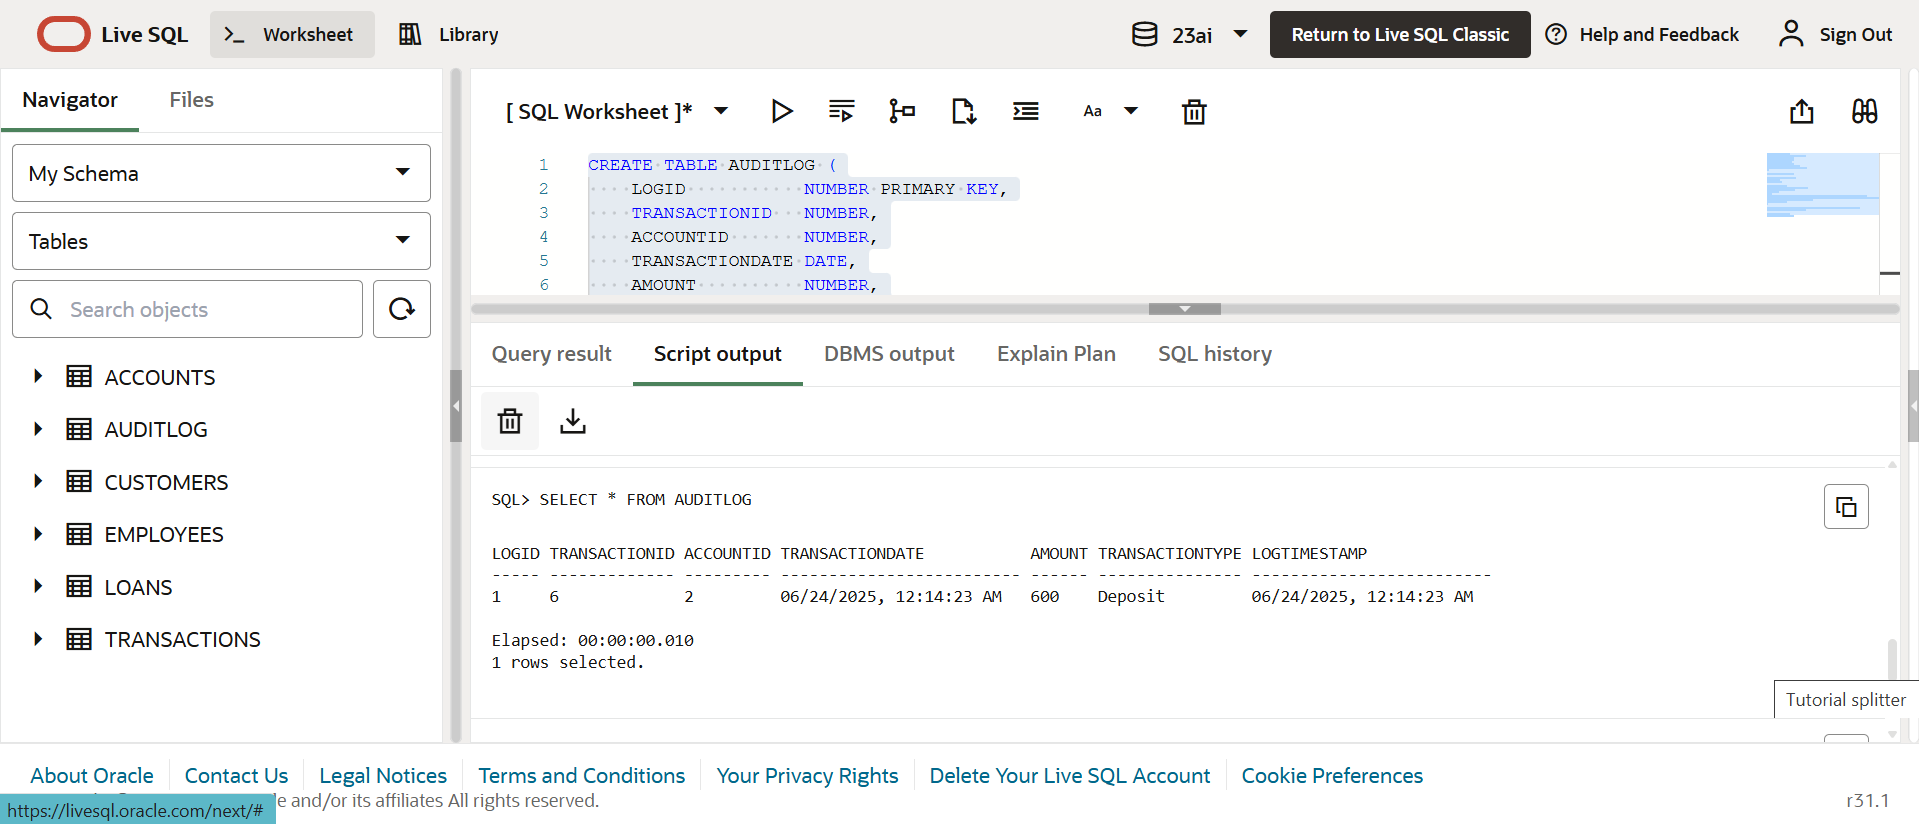 Live SQL
Worksheet
Library
23ai
Return to Live SQL Classic
Help and Feedback
Sign Out
Navigator
Files
My Schema
Tables
Search objects
ACCOUNTS
AUDITLOG
CUSTOMERS
EMPLOYEES
LOANS
TRANSACTIONS
[ SQL Worksheet ]*
Aa
1 CREATE TABLE AUDITLOG (
2 LOGID NUMBER PRIMARY KEY,
3 TRANSACTIONID NUMBER,
4 ACCOUNTID NUMBER,
5 TRANSACTIONDATE DATE,
6 AMOUNT NUMBER,
Query result
Script output
DBMS output
Explain Plan
SQL history
SQL> SELECT * FROM AUDITLOG
LOGID TRANSACTIONID ACCOUNTID TRANSACTIONDATE AMOUNT TRANSACTIONTYPE LOGTIMESTAMP
----- ------------- --------- ------------------------- ------ --------------- -------------------------
1 6 2 06/24/2025, 12:14:23 AM 600 Deposit 06/24/2025, 12:14:23 AM
Elapsed: 00:00:00.010
1 rows selected.
Tutorial splitter
About Oracle
Contact Us
Legal Notices
Terms and Conditions
Your Privacy Rights
Delete Your Live SQL Account
Cookie Preferences
and/or its affiliates All rights reserved.
r31.1
https://livesql.oracle.com/next/#